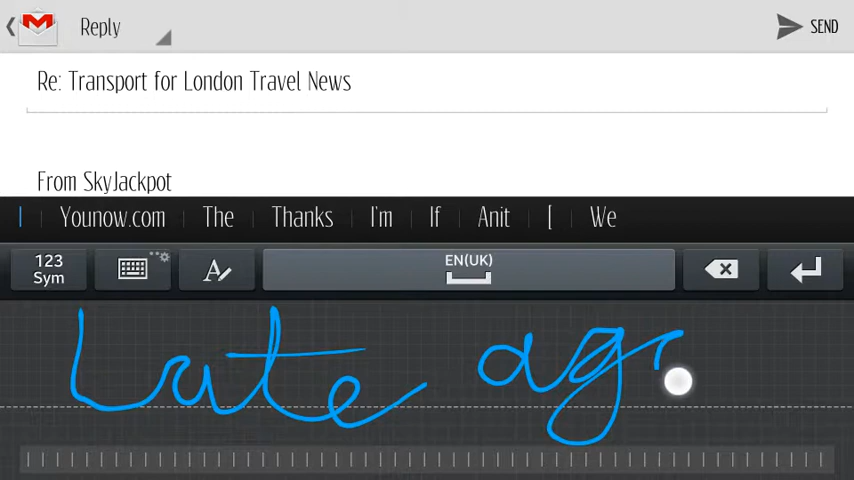 Reply
SEND
Re: Transport for London Travel News
From SkyJackpot
I Younow.com The Thanks I'm If Anit [ We
123
Sym
EN(UK)
Late ag